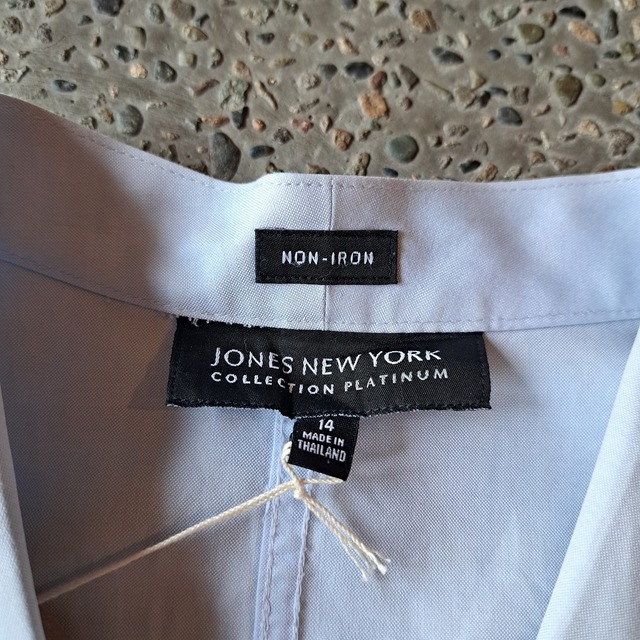 NON-IRON
JONES NEW YORK
COLLECTION PLATINUM
14
MADE IN
THAILAND